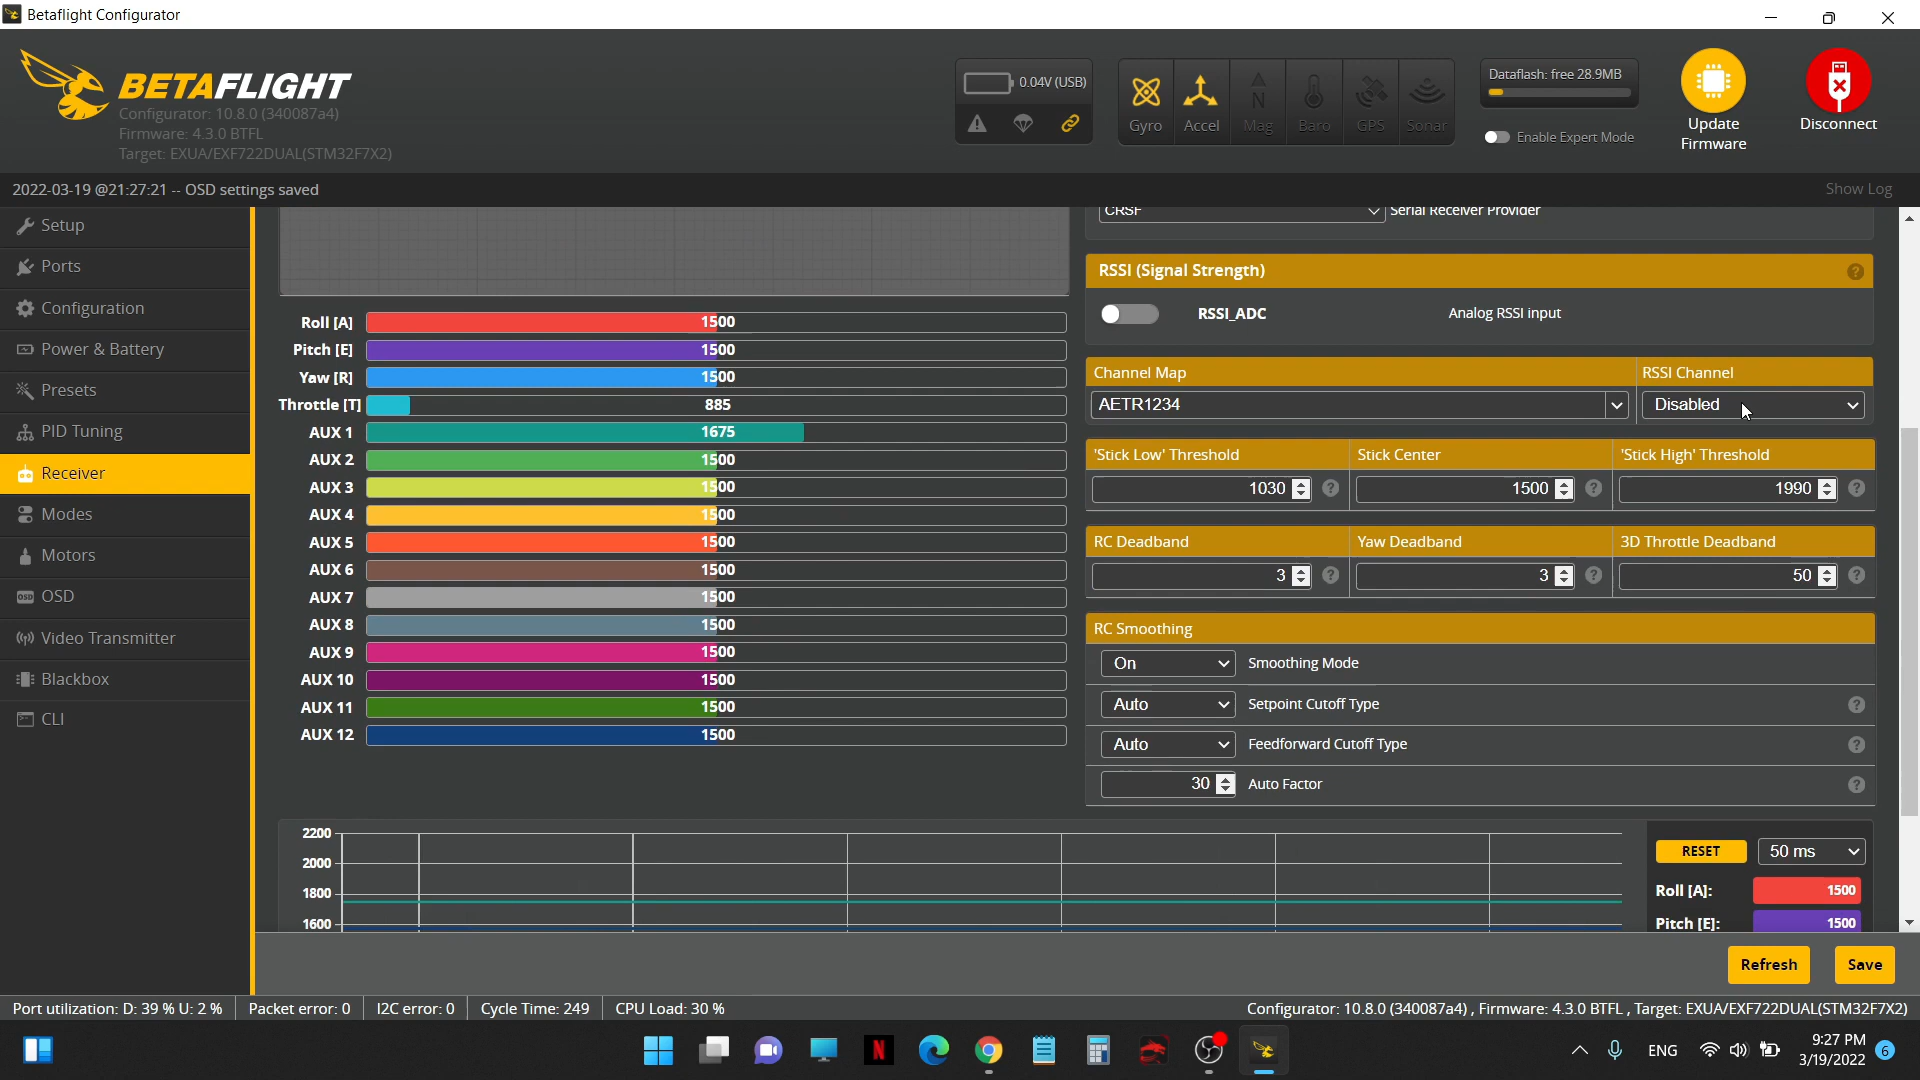 Betaflight Configurator
BETAFLIGHT
Configurator: 10.8.0 (340087a4)
Firmware: 4.3.0 BTFL
Target: EXUA/EXF722DUAL(STM32F7X2)
0.04V (USB)
Gyro
Accel
Mag
Baro
GPS
Sonar
Dataflash: free 28.9MB
Enable Expert Mode
Update
Firmware
Disconnect
2022-03-19 @21:27:21 -- OSD settings saved
Show Log
Setup
Ports
Configuration
Power & Battery
Presets
PID Tuning
Receiver
Modes
Motors
OSD
Video Transmitter
Blackbox
CLI
Roll [A] 1500
Pitch [E] 1500
Yaw [R] 1500
Throttle [T] 885
AUX 1 1675
AUX 2 1500
AUX 3 1500
AUX 4 1500
AUX 5 1500
AUX 6 1500
AUX 7 1500
AUX 8 1500
AUX 9 1500
AUX 10 1500
AUX 11 1500
AUX 12 1500
CRSF Serial Receiver Provider
RSSI (Signal Strength)
RSSI_ADC Analog RSSI input
Channel Map RSSI Channel
AETR1234 Disabled
'Stick Low' Threshold Stick Center 'Stick High' Threshold
1030 1500 1990
RC Deadband Yaw Deadband 3D Throttle Deadband
3 3 50
RC Smoothing
On Smoothing Mode
Auto Setpoint Cutoff Type
Auto Feedforward Cutoff Type
30 Auto Factor
2200
2000
1800
1600
RESET 50 ms
Roll [A]: 1500
Pitch [E]: 1500
Refresh Save
Port utilization: D: 39 % U: 2 % Packet error: 0 I2C error: 0 Cycle Time: 249 CPU Load: 30 %
Configurator: 10.8.0 (340087a4) , Firmware: 4.3.0 BTFL , Target: EXUA/EXF722DUAL(STM32F7X2)
ENG
9:27 PM
3/19/2022
6